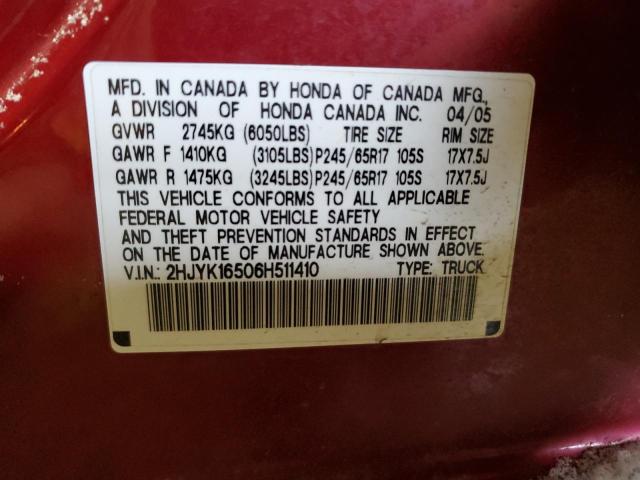 MFD. IN CANADA BY HONDA OF CANADA MFG.,
A DIVISION OF HONDA CANADA INC. 04/05
GVWR 2745KG (6050LBS) TIRE SIZE RIM SIZE
GAWR F 1410KG (3105LBS)P245/65R17 105S 17X7.5J
GAWR R 1475KG (3245LBS)P245/65R17 105S 17X7.5J
THIS VEHICLE CONFORMS TO ALL APPLICABLE
FEDERAL MOTOR VEHICLE SAFETY
AND THEFT PREVENTION STANDARDS IN EFFECT
ON THE DATE OF MANUFACTURE SHOWN ABOVE.
V.I.N.: 2HJYK16506H511410 TYPE: TRUCK